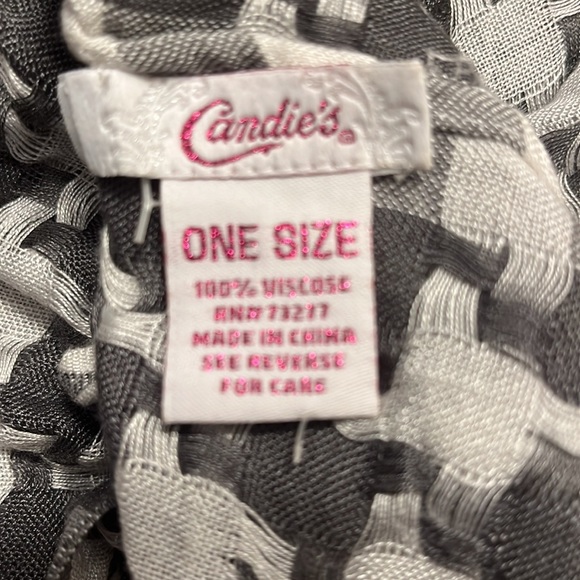 Candie's®
ONE SIZE
100% VISCOSE
RN# 73277
MADE IN CHINA
SEE REVERSE
FOR CARE